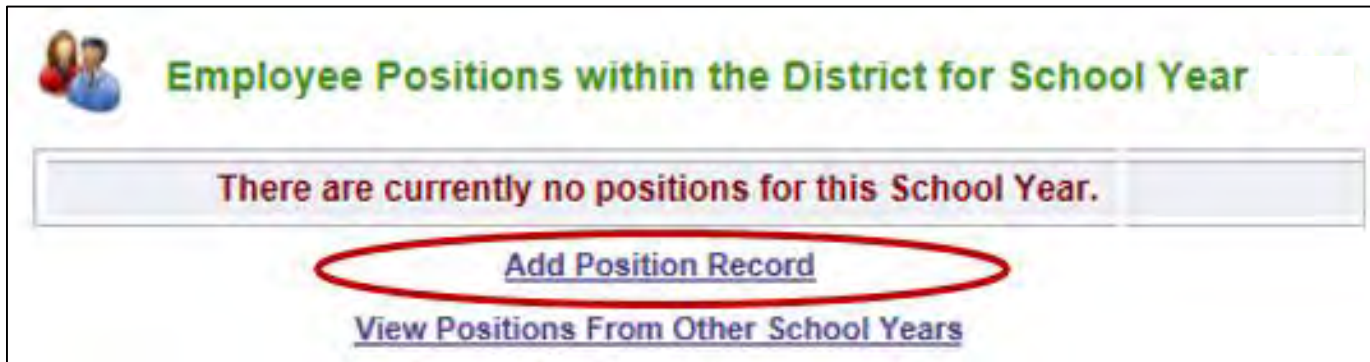 Employee Positions within the District for School Year
There are currently no positions for this School Year.
Add Position Record
View Positions From Other School Years